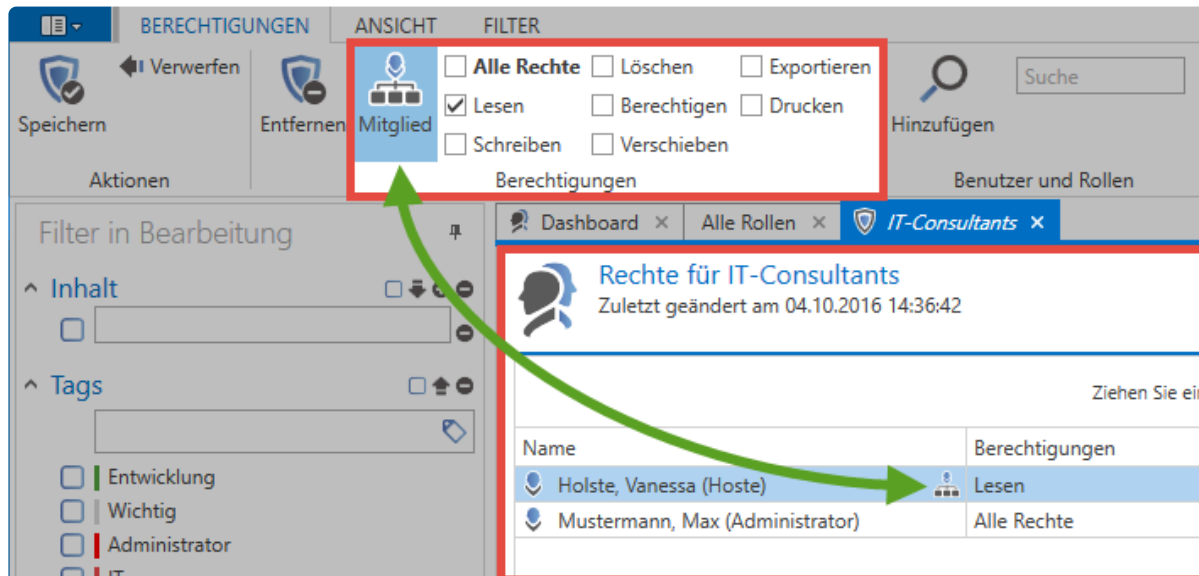 BERECHTIGUNGEN ANSICHT FILTER
Verwerfen
Speichern
Aktionen
Entfernen
Mitglied
Alle Rechte Löschen Exportieren
Lesen Berechtigen Drucken
Schreiben Verschieben
Berechtigungen
Suche
Hinzufügen
Benutzer und Rollen
Filter in Bearbeitung
Inhalt
Tags
Entwicklung
Wichtig
Administrator
IT
Dashboard Alle Rollen IT-Consultants
Rechte für IT-Consultants
Zuletzt geändert am 04.10.2016 14:36:42
Ziehen Sie
Name Berechtigungen
Holste, Vanessa (Hoste) Lesen
Mustermann, Max (Administrator) Alle Rechte